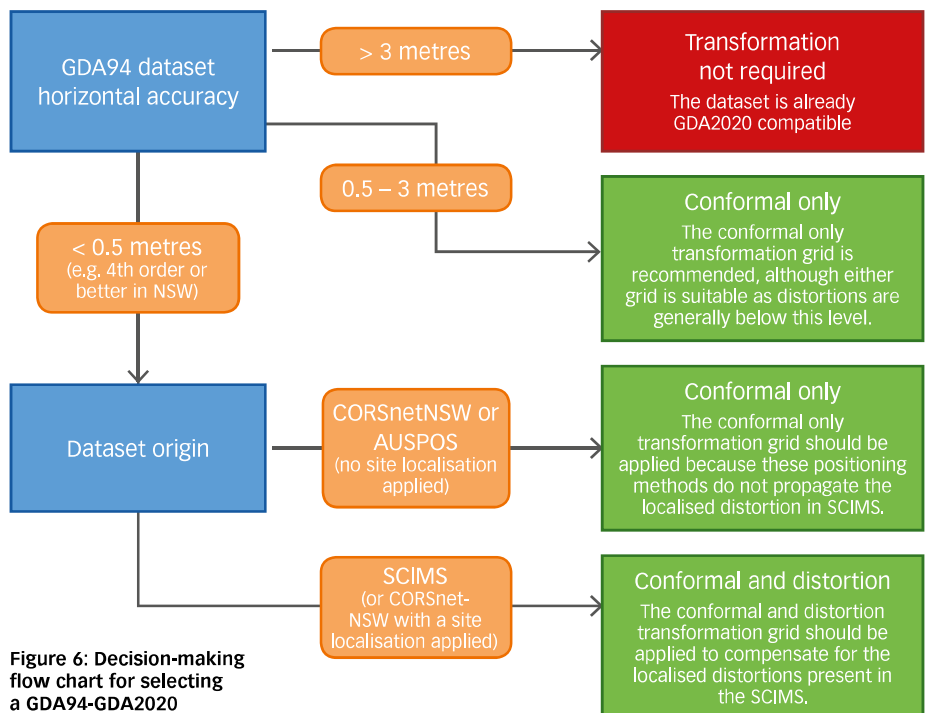 GDA94 dataset
horizontal accuracy
> 3 metres
Transformation
not required
The dataset is already
GDA2020 compatible
0.5 – 3 metres
Conformal only
The conformal only
transformation grid is
recommended, although either
grid is suitable as distortions are
generally below this level.
< 0.5 metres
(e.g. 4th order or
better in NSW)
Dataset origin
CORSnetNSW or
AUSPOS
(no site localisation
applied)
Conformal only
The conformal only
transformation grid should be
applied because these positioning
methods do not propagate the
localised distortion in SCIMS.
SCIMS
(or CORSnet-
NSW with a site
localisation applied)
Conformal and distortion
The conformal and distortion
transformation grid should be
applied to compensate for the
localised distortions present in
the SCIMS.
Figure 6: Decision-making
flow chart for selecting
a GDA94-GDA2020